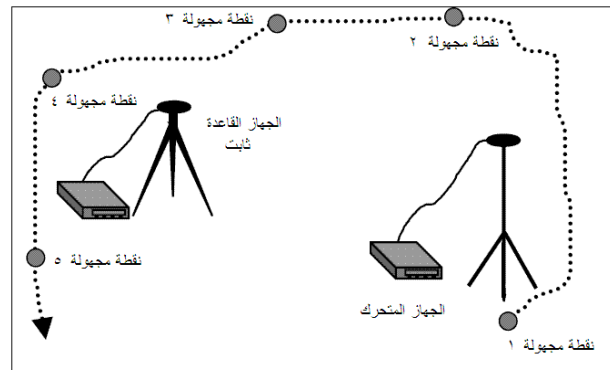 نقطة مجهولة ٣
نقطة مجهولة
٢
نقطة مجهولة ٤
الجهاز القاعدة
ثابت
نقطة مجهولة ٥
الجهاز المتحرك
نقطة مجهولة ١